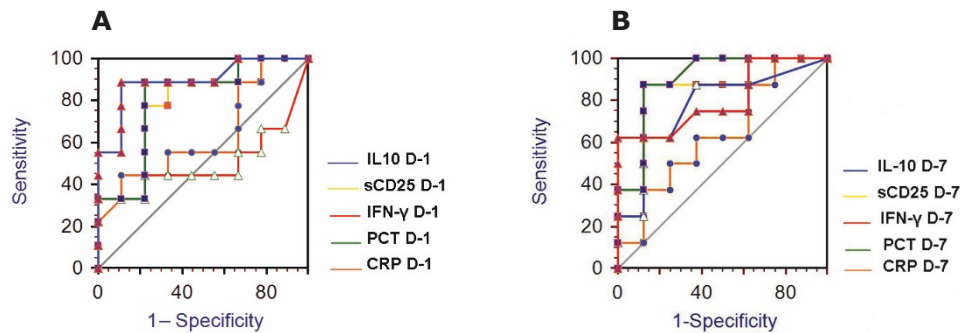 A
Sensitivity
100
80
60
40
20
0
0 40 80
1– Specificity
IL10 D-1
sCD25 D-1
IFN-γ D-1
PCT D-1
CRP D-1
B
Sensitivity
100
80
60
40
20
0
0 40 80
1-Specificity
IL-10 D-7
sCD25 D-7
IFN-γ D-7
PCT D-7
CRP D-7